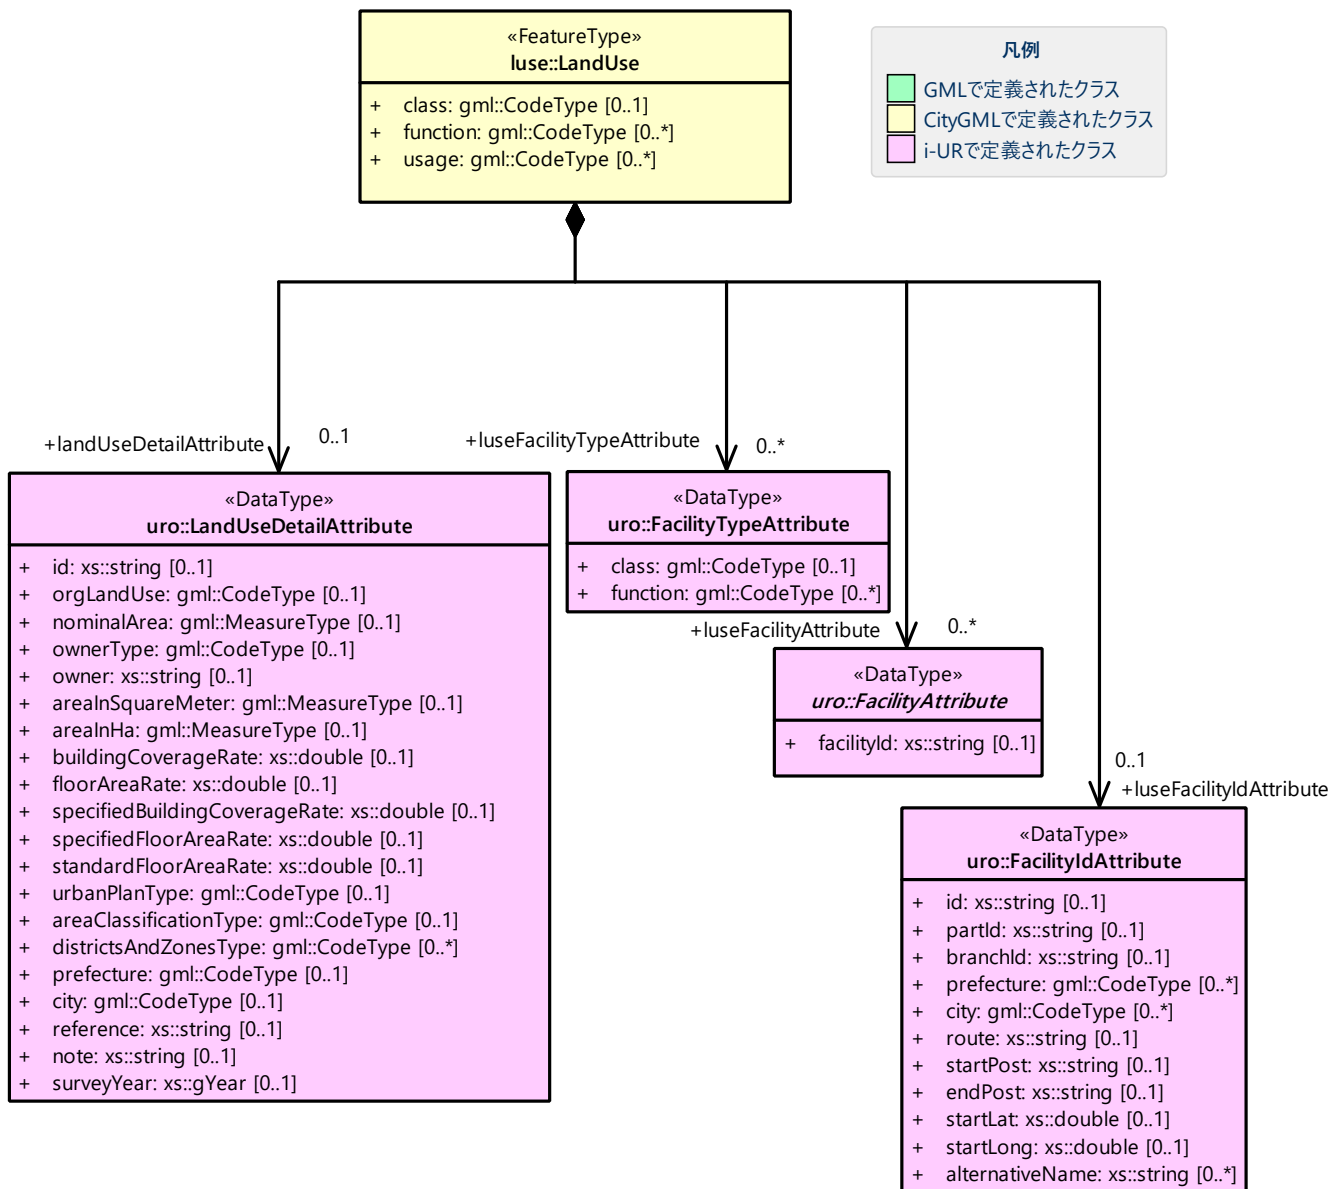 «FeatureType»
luse::LandUse
+ class: gml::CodeType [0..1]
+ function: gml::CodeType [0..*]
+ usage: gml::CodeType [0..*]
凡例
GMLで定義されたクラス
CityGMLで定義されたクラス
i-URで定義されたクラス
+landUseDetailAttribute
0..1
«DataType»
uro::LandUseDetailAttribute
+ id: xs::string [0..1]
+ orgLandUse: gml::CodeType [0..1]
+ nominalArea: gml::MeasureType [0..1]
+ ownerType: gml::CodeType [0..1]
+ owner: xs::string [0..1]
+ areaInSquareMeter: gml::MeasureType [0..1]
+ areaInHa: gml::MeasureType [0..1]
+ buildingCoverageRate: xs::double [0..1]
+ floorAreaRate: xs::double [0..1]
+ specifiedBuildingCoverageRate: xs::double [0..1]
+ specifiedFloorAreaRate: xs::double [0..1]
+ standardFloorAreaRate: xs::double [0..1]
+ urbanPlanType: gml::CodeType [0..1]
+ areaClassificationType: gml::CodeType [0..1]
+ districtsAndZonesType: gml::CodeType [0..*]
+ prefecture: gml::CodeType [0..1]
+ city: gml::CodeType [0..1]
+ reference: xs::string [0..1]
+ note: xs::string [0..1]
+ surveyYear: xs::gYear [0..1]
+luseFacilityTypeAttribute
0..*
«DataType»
uro::FacilityTypeAttribute
+ class: gml::CodeType [0..1]
+ function: gml::CodeType [0..*]
+luseFacilityAttribute
0..*
«DataType»
uro::FacilityAttribute
+ facilityId: xs::string [0..1]
0..1
+luseFacilityIdAttribute
«DataType»
uro::FacilityIdAttribute
+ id: xs::string [0..1]
+ partId: xs::string [0..1]
+ branchId: xs::string [0..1]
+ prefecture: gml::CodeType [0..*]
+ city: gml::CodeType [0..*]
+ route: xs::string [0..1]
+ startPost: xs::string [0..1]
+ endPost: xs::string [0..1]
+ startLat: xs::double [0..1]
+ startLong: xs::double [0..1]
+ alternativeName: xs::string [0..*]